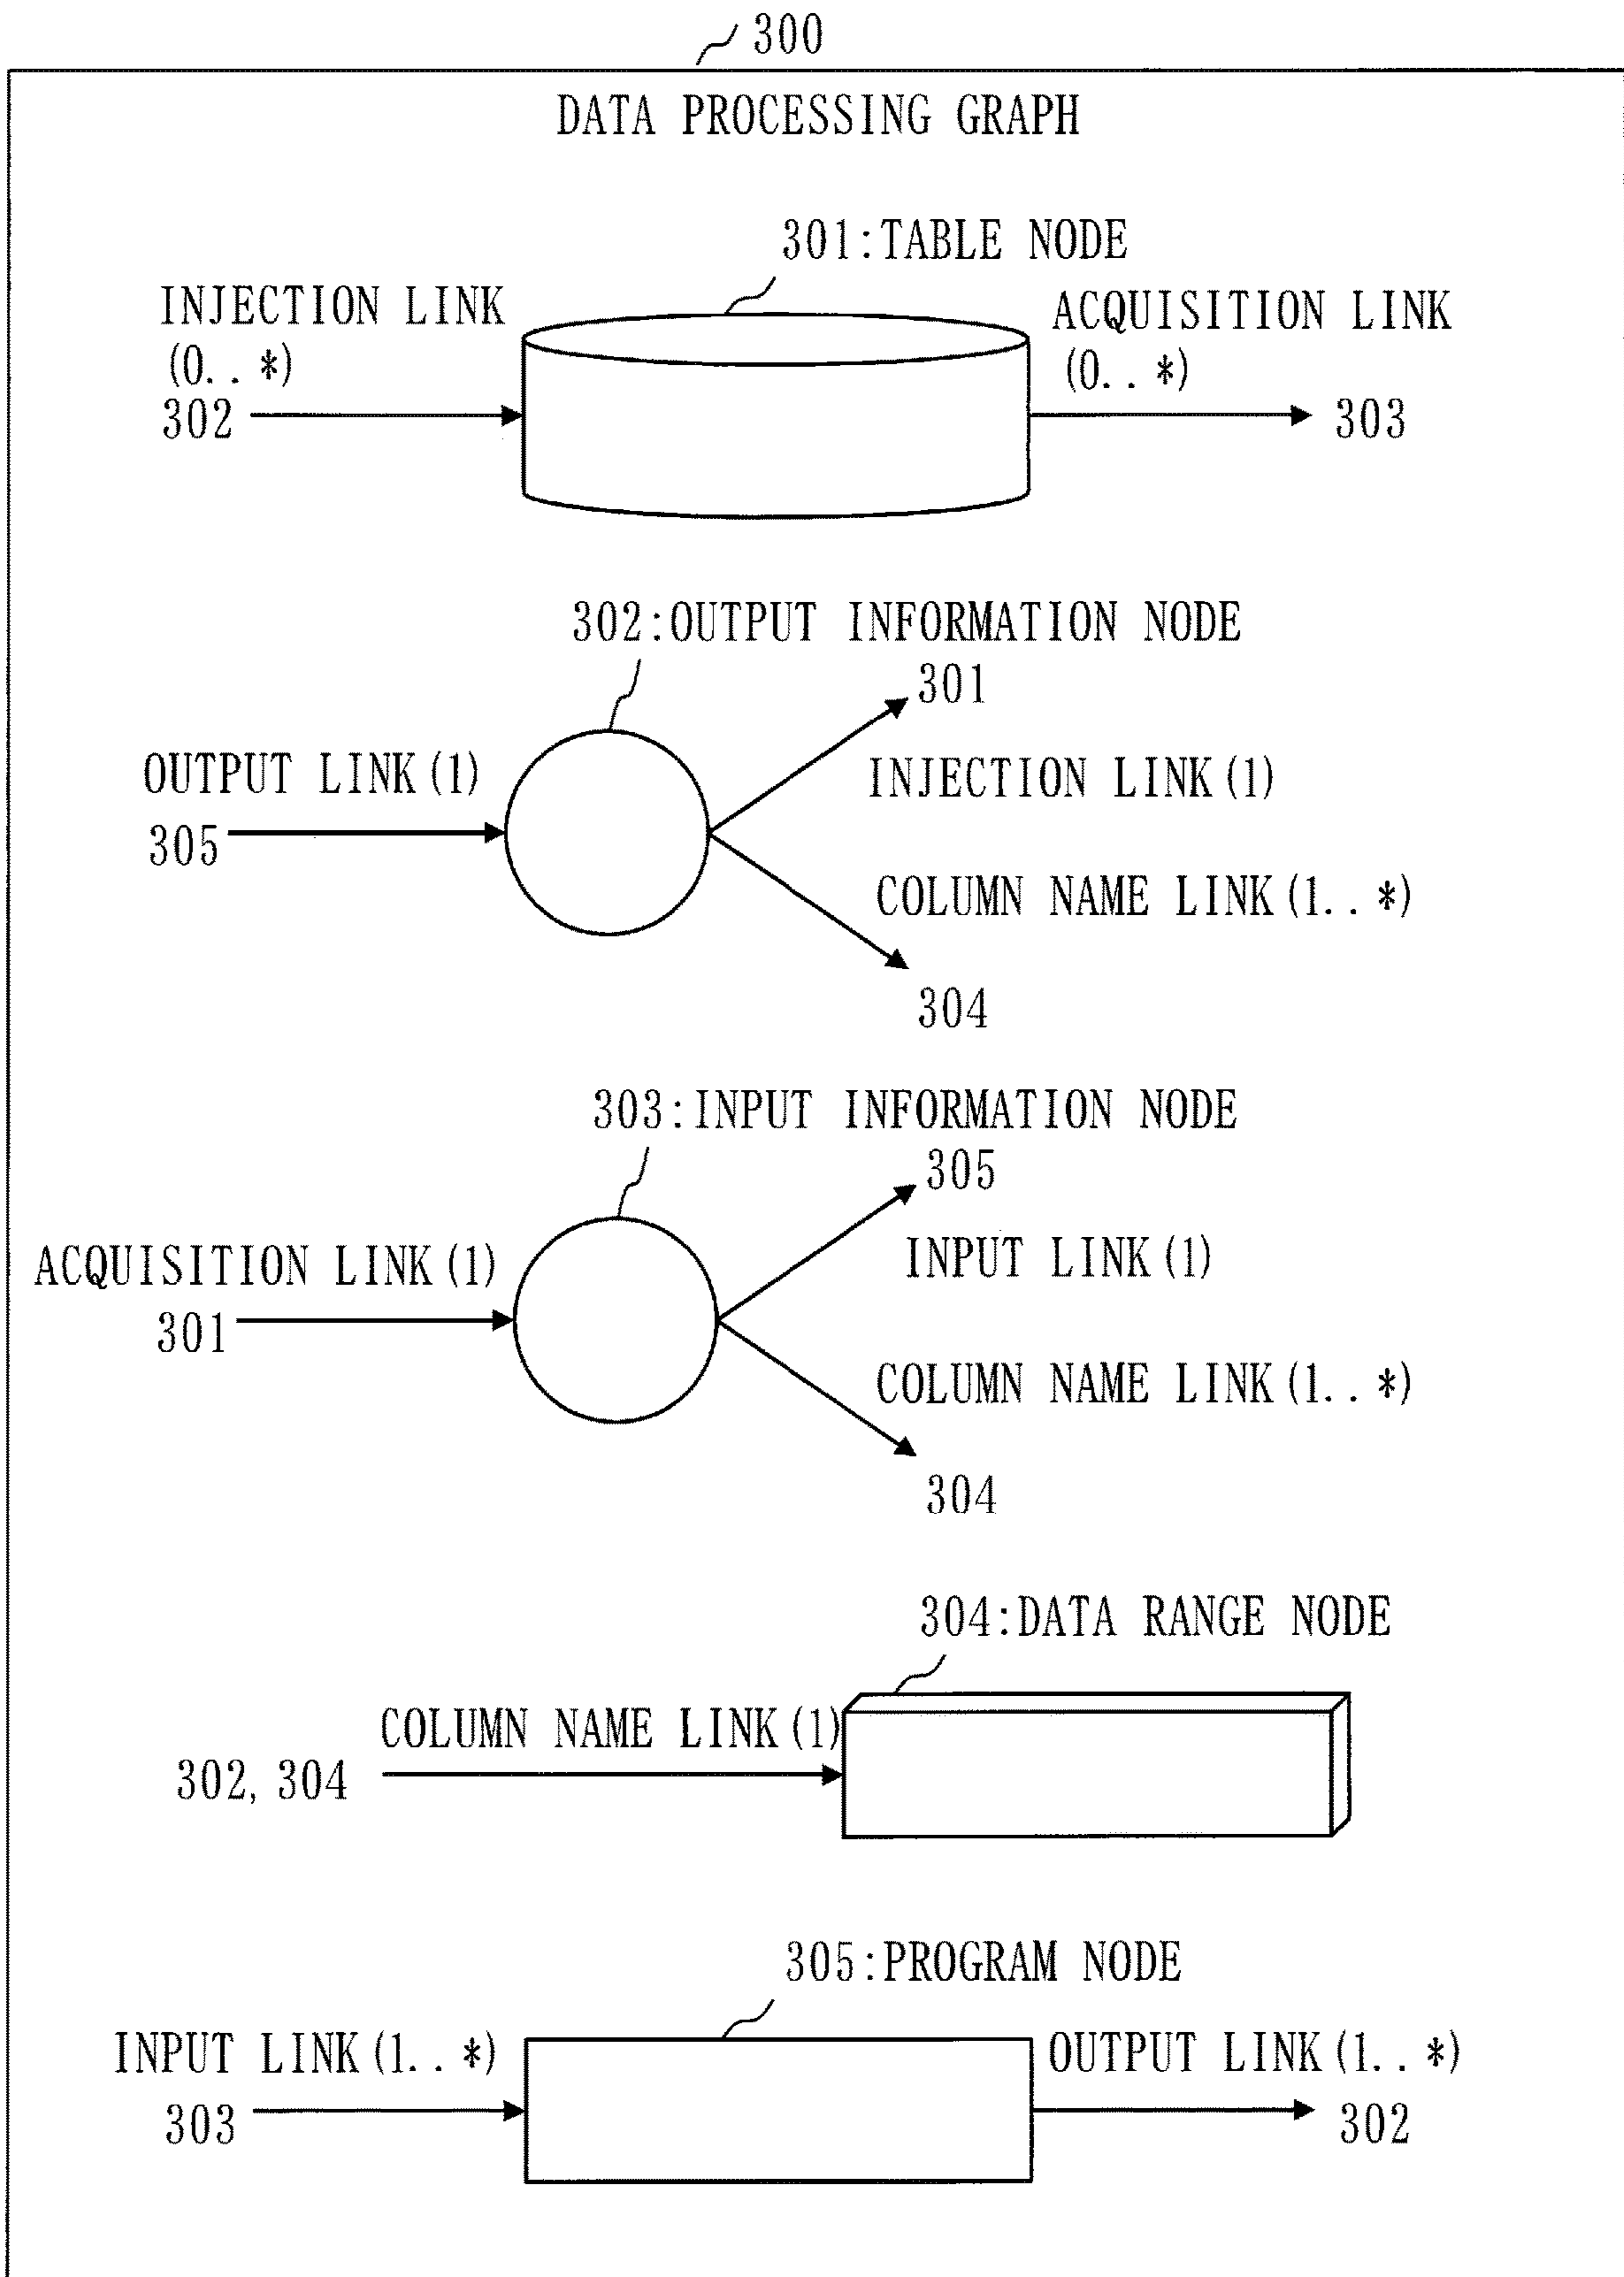 300
DATA PROCESSING GRAPH
301:TABLE NODE
INJECTION LINK
(0..*)
302
ACQUISITION LINK
(0..*)
303
302:OUTPUT INFORMATION NODE
301
OUTPUT LINK(1)
305
INJECTION LINK(1)
COLUMN NAME LINK(1..*)
304
303:INPUT INFORMATION NODE
305
ACQUISITION LINK(1)
301
INPUT LINK(1)
COLUMN NAME LINK(1..*)
304
304:DATA RANGE NODE
COLUMN NAME LINK(1)
302, 304
305:PROGRAM NODE
INPUT LINK(1..*)
303
OUTPUT LINK(1..*)
302